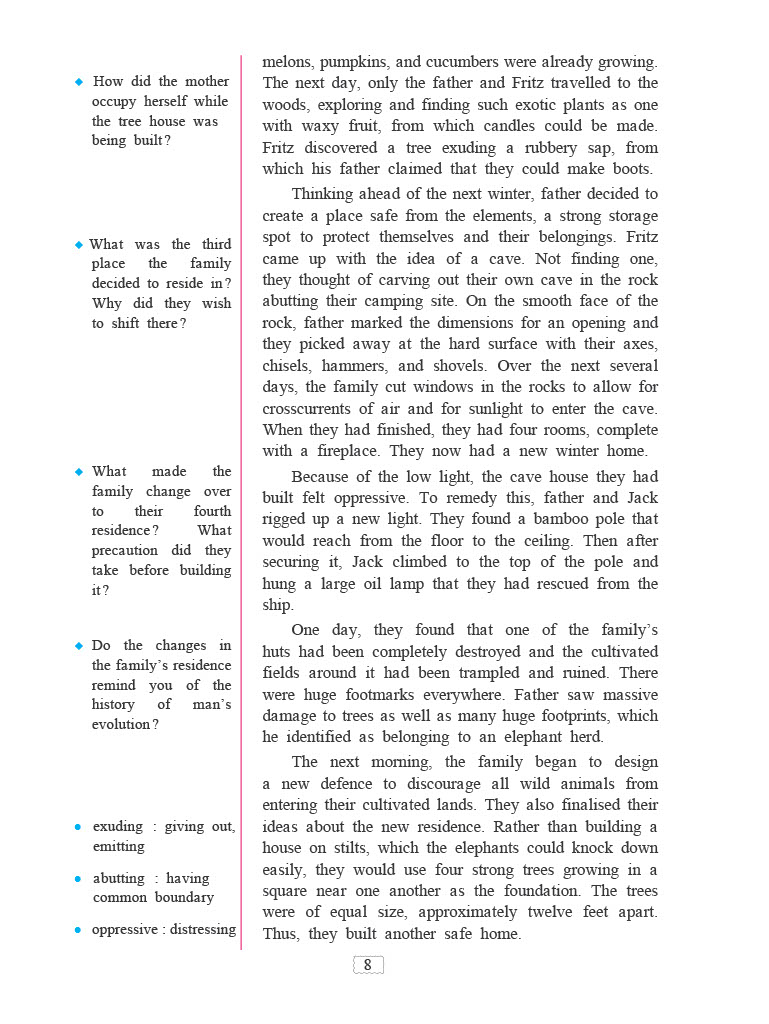 ◆ How did the mother
occupy herself while
the tree house was
being built?
◆ What was the third
place the family
decided to reside in?
Why did they wish
to shift there?
◆ What made the
family change over
to their fourth
residence? What
precaution did they
take before building
it?
◆ Do the changes in
the family's residence
remind you of the
history of man's
evolution?
● exuding : giving out,
emitting
● abutting : having
common boundary
● oppressive : distressing
melons, pumpkins, and cucumbers were already growing.
The next day, only the father and Fritz travelled to the
woods, exploring and finding such exotic plants as one
with waxy fruit, from which candles could be made.
Fritz discovered a tree exuding a rubbery sap, from
which his father claimed that they could make boots.
Thinking ahead of the next winter, father decided to
create a place safe from the elements, a strong storage
spot to protect themselves and their belongings. Fritz
came up with the idea of a cave. Not finding one,
they thought of carving out their own cave in the rock
abutting their camping site. On the smooth face of the
rock, father marked the dimensions for an opening and
they picked away at the hard surface with their axes,
chisels, hammers, and shovels. Over the next several
days, the family cut windows in the rocks to allow for
crosscurrents of air and for sunlight to enter the cave.
When they had finished, they had four rooms, complete
with a fireplace. They now had a new winter home.
Because of the low light, the cave house they had
built felt oppressive. To remedy this, father and Jack
rigged up a new light. They found a bamboo pole that
would reach from the floor to the ceiling. Then after
securing it, Jack climbed to the top of the pole and
hung a large oil lamp that they had rescued from the
ship.
One day, they found that one of the family's
huts had been completely destroyed and the cultivated
fields around it had been trampled and ruined. There
were huge footmarks everywhere. Father saw massive
damage to trees as well as many huge footprints, which
he identified as belonging to an elephant herd.
The next morning, the family began to design
a new defence to discourage all wild animals from
entering their cultivated lands. They also finalised their
ideas about the new residence. Rather than building a
house on stilts, which the elephants could knock down
easily, they would use four strong trees growing in a
square near one another as the foundation. The trees
were of equal size, approximately twelve feet apart.
Thus, they built another safe home.
8